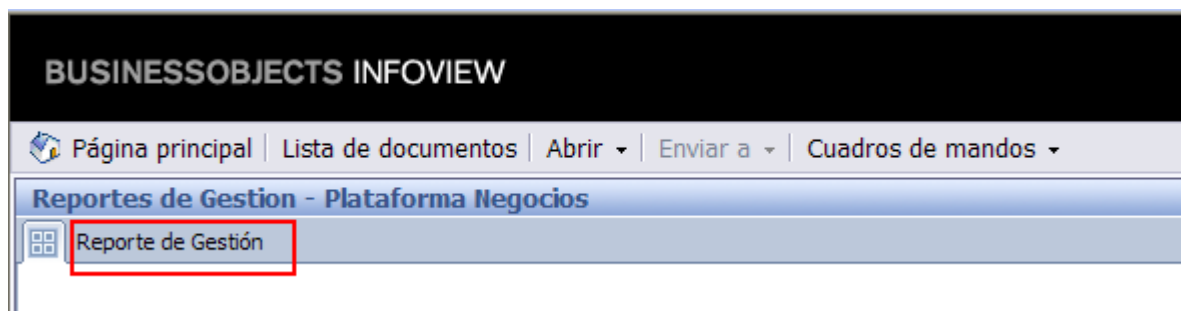 BUSINESSOBJECTS INFOVIEW
Página principal | Lista de documentos | Abrir | Enviar a | Cuadros de mandos
Reportes de Gestion - Plataforma Negocios
Reporte de Gestión